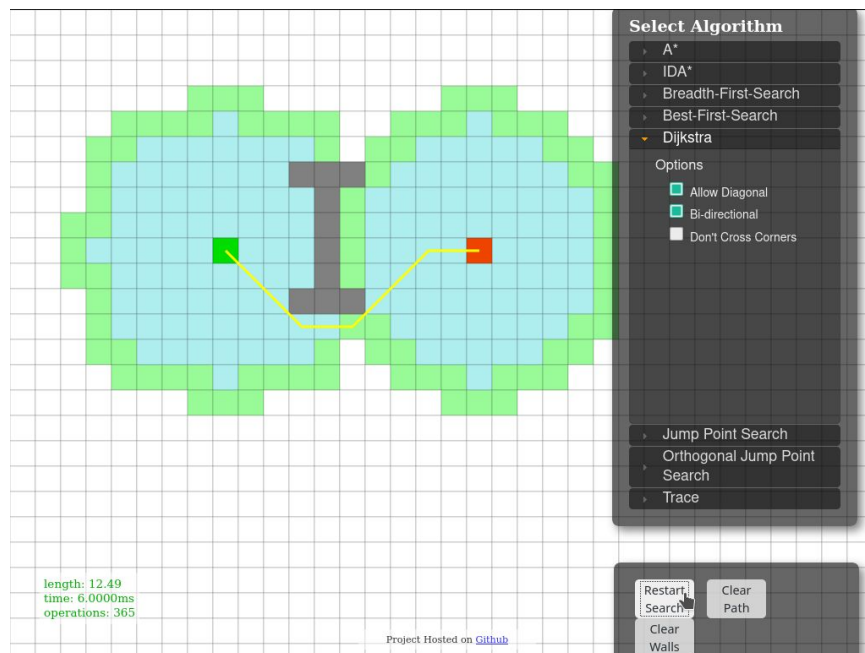 Select Algorithm
A*
IDA*
Breadth-First-Search
Best-First-Search
Dijkstra
Options
Allow Diagonal
Bi-directional
Don't Cross Corners
Jump Point Search
Orthogonal Jump Point
Search
Trace
length: 12.49
time: 6.0000ms
operations: 365
Project Hosted on Github
Restart
Search
Clear
Path
Clear
Walls